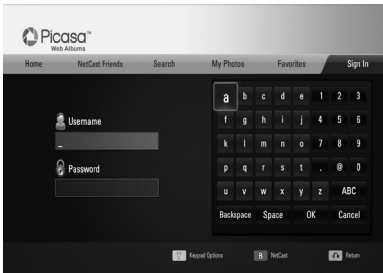 Picasa™
Web Albums
Home NetCast Friends Search My Photos Favorites Sign In
a b c d e 1 2 3
Username f g h i j 4 5 6
_ k l m n o 7 8 9
Password p q r s t . @ 0
u v w x y z ABC
Backspace Space OK Cancel
Keypad Options B NetCast Return